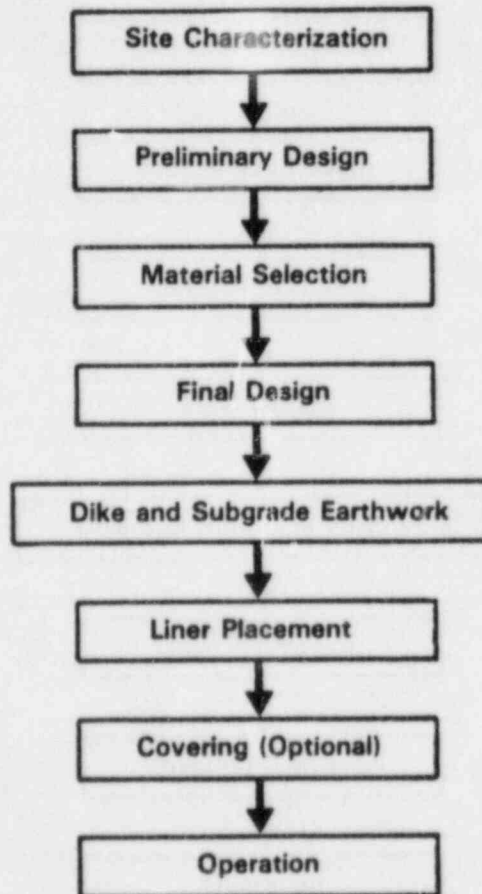 Site Characterization
Preliminary Design
Material Selection
Final Design
Dike and Subgrade Earthwork
Liner Placement
Covering (Optional)
Operation